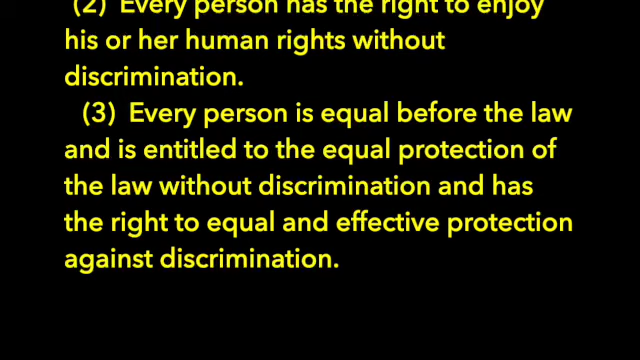 (2) Every person has the right to enjoy
his or her human rights without
discrimination.
(3) Every person is equal before the law
and is entitled to the equal protection of
the law without discrimination and has
the right to equal and effective protection
against discrimination.